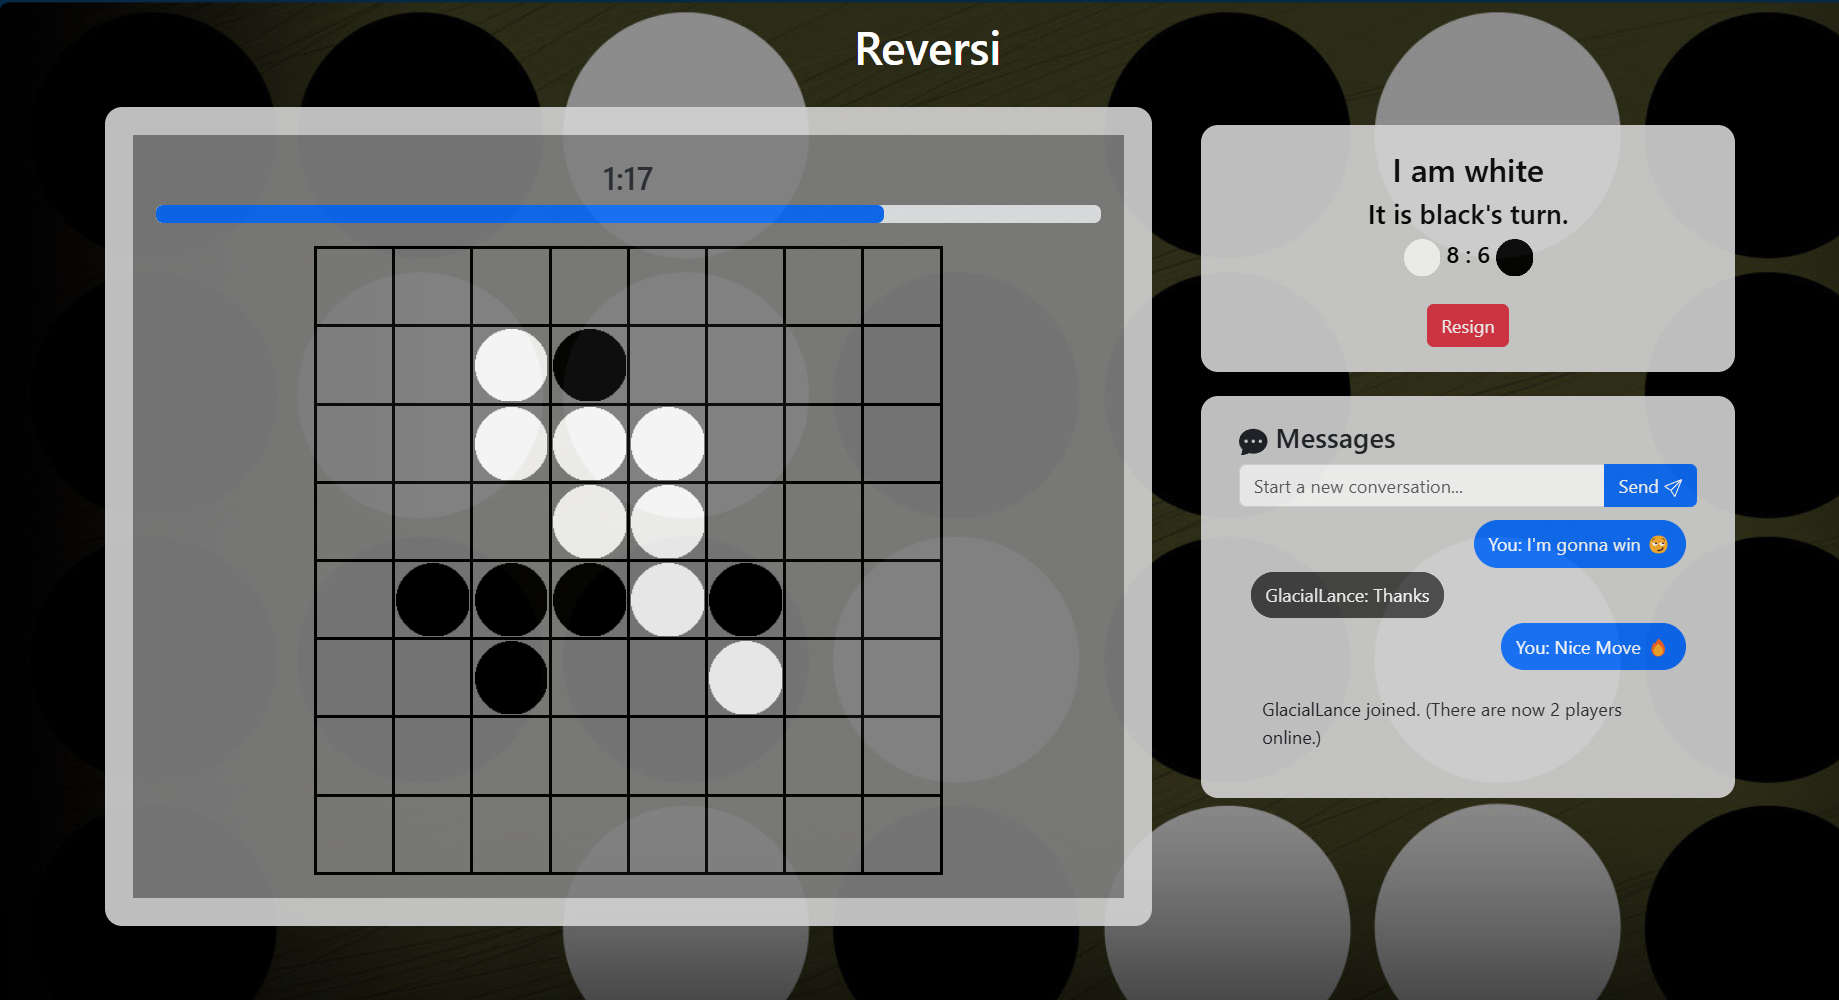 Reversi
1:17
I am white
It is black's turn.
8 : 6
Resign
Messages
Start a new conversation...
Send
You: I'm gonna win 😏
GlacialLance: Thanks
You: Nice Move 🔥
GlacialLance joined. (There are now 2 players
online.)